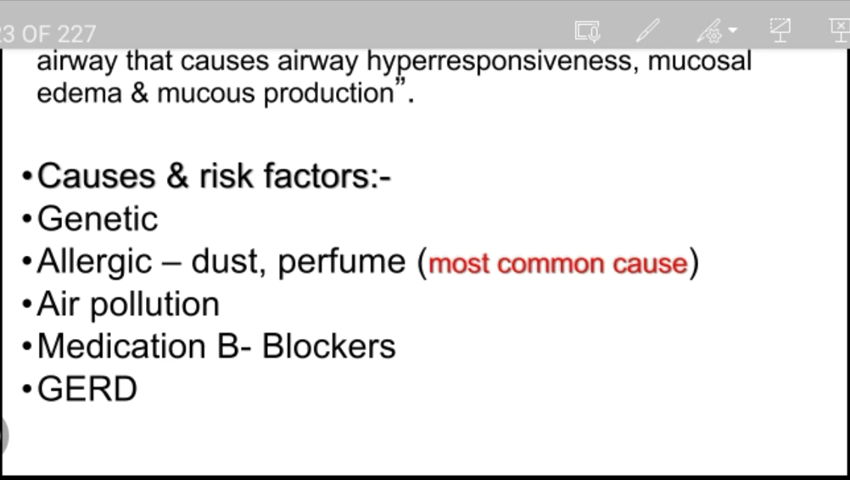 23 OF 227
airway that causes airway hyperresponsiveness, mucosal
edema & mucous production”.
•Causes & risk factors:-
•Genetic
•Allergic – dust, perfume (most common cause)
•Air pollution
•Medication B- Blockers
•GERD